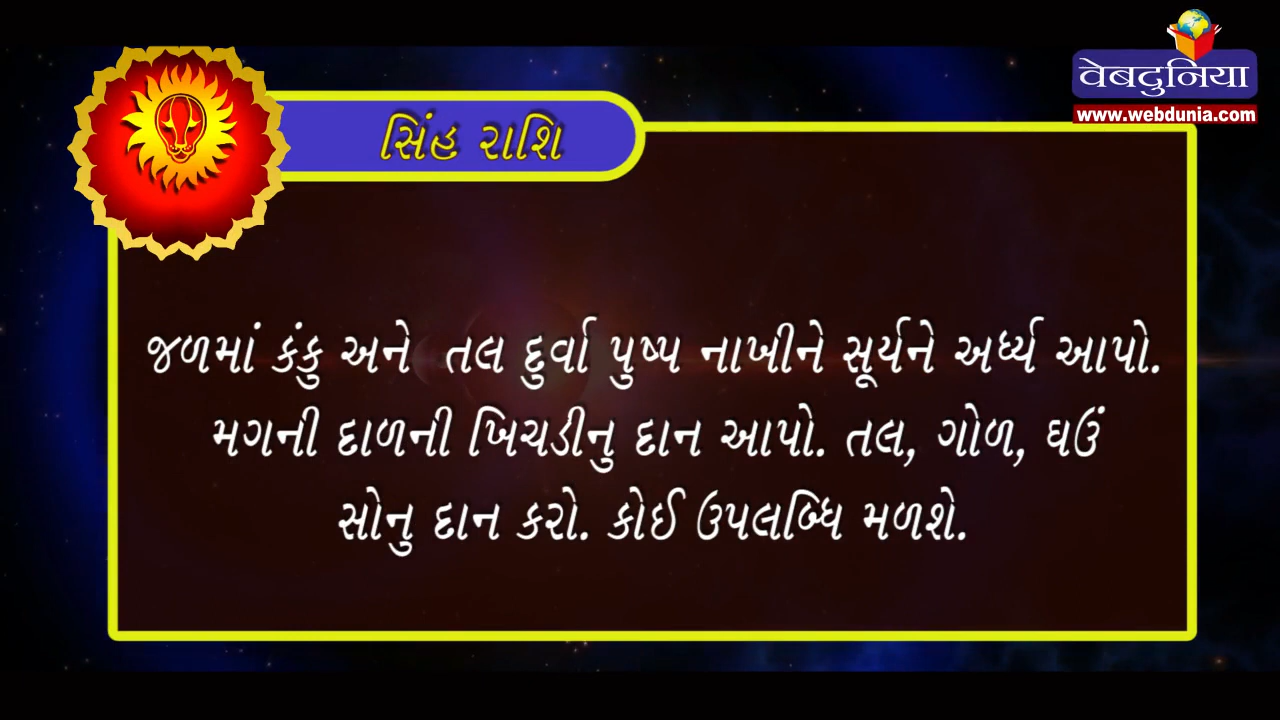 वेबदुनिया
www.webdunia.com
સિંહ રાશિ
જળમાં કંકુ અને તલ દુર્વા પુષ્પ નાખીને સૂર્યને અર્ધ્ય આપો.
મગની દાળની ખિચડીનુ દાન આપો. તલ, ગોળ, ઘઉં
સોનુ દાન કરો. કોઈ ઉપલબ્ધિ મળશે.